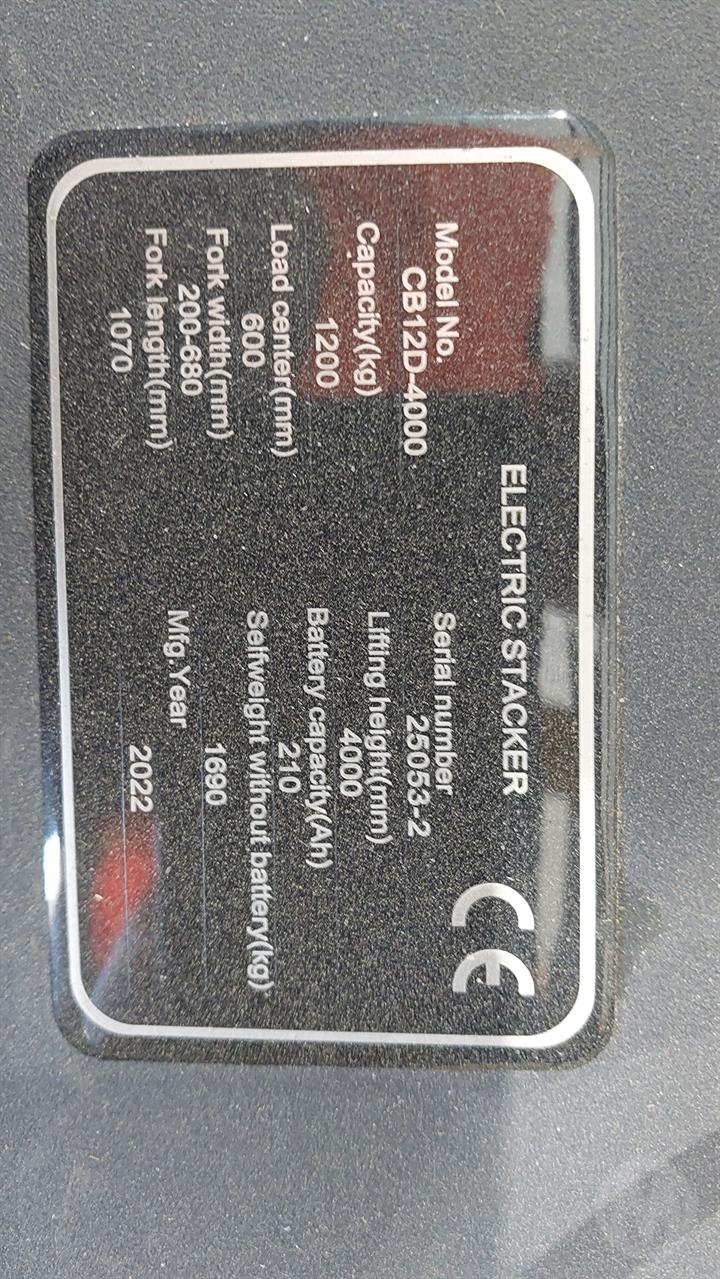 ELECTRIC STACKER
CE
Model No.
CB12D-4000
Capacity(kg)
1200
Load center(mm)
600
Fork width(mm)
200-680
Fork length(mm)
1070
Serial number
25053-2
Lifting height(mm)
4000
Battery capacity(Ah)
210
Selfweight without battery(kg)
1690
Mfg.Year
2022